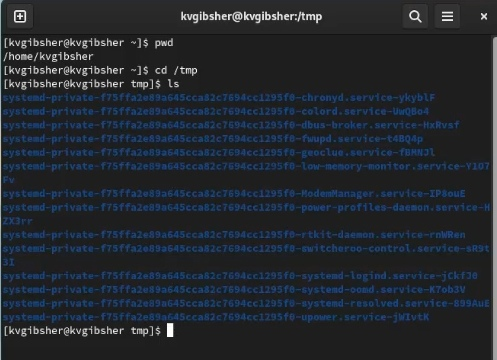 kvgibsher@kvgibsher:/tmp
[kvgibsher@kvgibsher ~]$ pwd
/home/kvgibsher
[kvgibsher@kvgibsher ~]$ cd /tmp
[kvgibsher@kvgibsher tmp]$ ls
systemd-private-f75ffa2e89a645cca82c7694cc1295f0-chronyd.service-ykyblF
systemd-private-f75ffa2e89a645cca82c7694cc1295f0-colord.service-UwQBe4
systemd-private-f75ffa2e89a645cca82c7694cc1295f0-dbus-broker.service-HxRvsf
systemd-private-f75ffa2e89a645cca82c7694cc1295f0-fwupd.service-t4BQ4p
systemd-private-f75ffa2e89a645cca82c7694cc1295f0-geoclue.service-fBMNJl
systemd-private-f75ffa2e89a645cca82c7694cc1295f0-low-memory-monitor.service-Y107
Fv
systemd-private-f75ffa2e89a645cca82c7694cc1295f0-ModemManager.service-IP8ouE
systemd-private-f75ffa2e89a645cca82c7694cc1295f0-power-profiles-daemon.service-H
ZX3rr
systemd-private-f75ffa2e89a645cca82c7694cc1295f0-rtkit-daemon.service-rnWRen
systemd-private-f75ffa2e89a645cca82c7694cc1295f0-switcheroo-control.service-sR9t
3I
systemd-private-f75ffa2e89a645cca82c7694cc1295f0-systemd-logind.service-jCkfJ0
systemd-private-f75ffa2e89a645cca82c7694cc1295f0-systemd-oomd.service-K7ob3V
systemd-private-f75ffa2e89a645cca82c7694cc1295f0-systemd-resolved.service-899AuE
systemd-private-f75ffa2e89a645cca82c7694cc1295f0-upower.service-jWIvtK
[kvgibsher@kvgibsher tmp]$